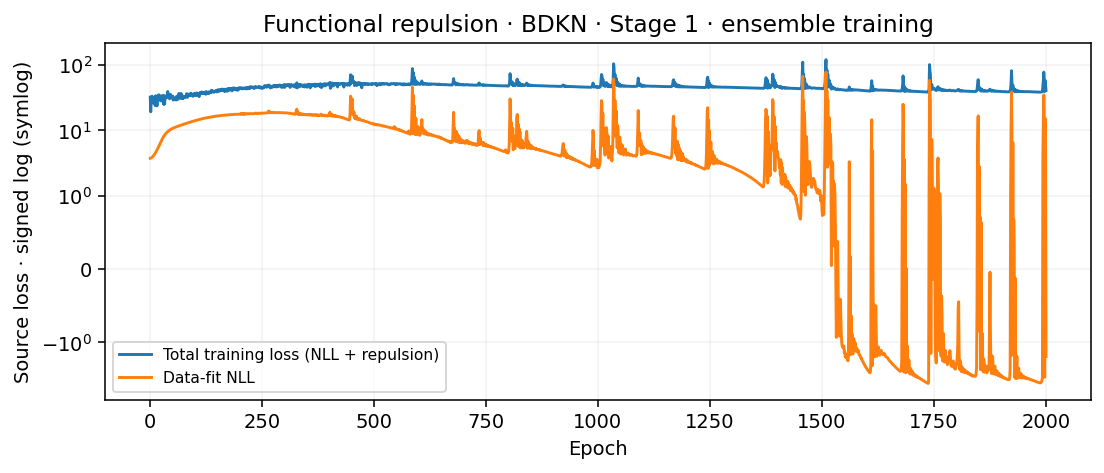 Functional repulsion · BDKN · Stage 1 · ensemble training
Source loss · signed log (symlog)
10²
10¹
10⁰
0
−10⁰
Total training loss (NLL + repulsion)
Data-fit NLL
0 250 500 750 1000 1250 1500 1750 2000
Epoch